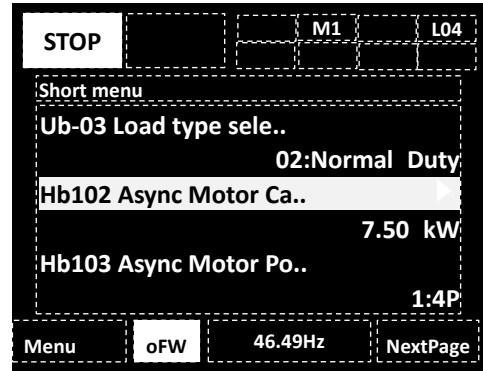 STOP M1 L04
Short menu
Ub-03 Load type sele..
02:Normal Duty
Hb102 Async Motor Ca..
7.50 kW
Hb103 Async Motor Po..
1:4P
Menu oFW 46.49Hz NextPage